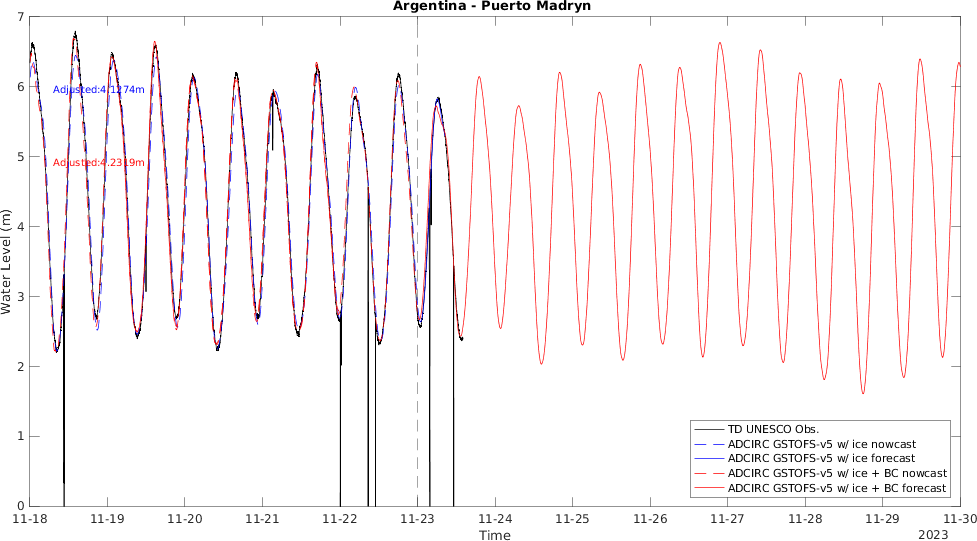 Argentina - Puerto Madryn
7
6
5
4
3
2
1
0
Water Level (m)
Adjusted:4.1274m
Adjusted:4.2319m
TD UNESCO Obs.
ADCIRC GSTOFS-v5 w/ ice nowcast
ADCIRC GSTOFS-v5 w/ ice forecast
ADCIRC GSTOFS-v5 w/ ice + BC nowcast
ADCIRC GSTOFS-v5 w/ ice + BC forecast
11-18 11-19 11-20 11-21 11-22 11-23 11-24 11-25 11-26 11-27 11-28 11-29 11-30
Time
2023